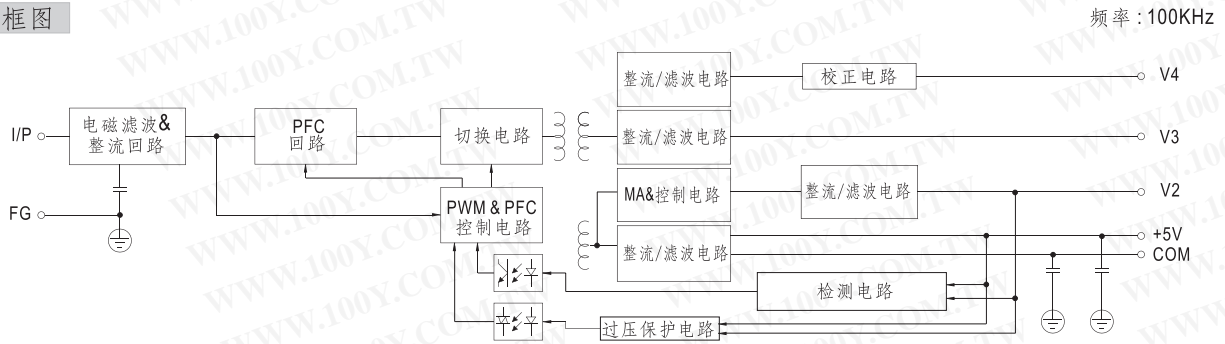 框图
频率 : 100KHz
I/P
电磁滤波&
整流回路
PFC
回路
切换电路
整流/滤波电路
校正电路
V4
整流/滤波电路
V3
MA&控制电路
整流/滤波电路
V2
FG
PWM & PFC
控制电路
整流/滤波电路
+5V
COM
检测电路
过压保护电路
WWW.100Y.COM.TW